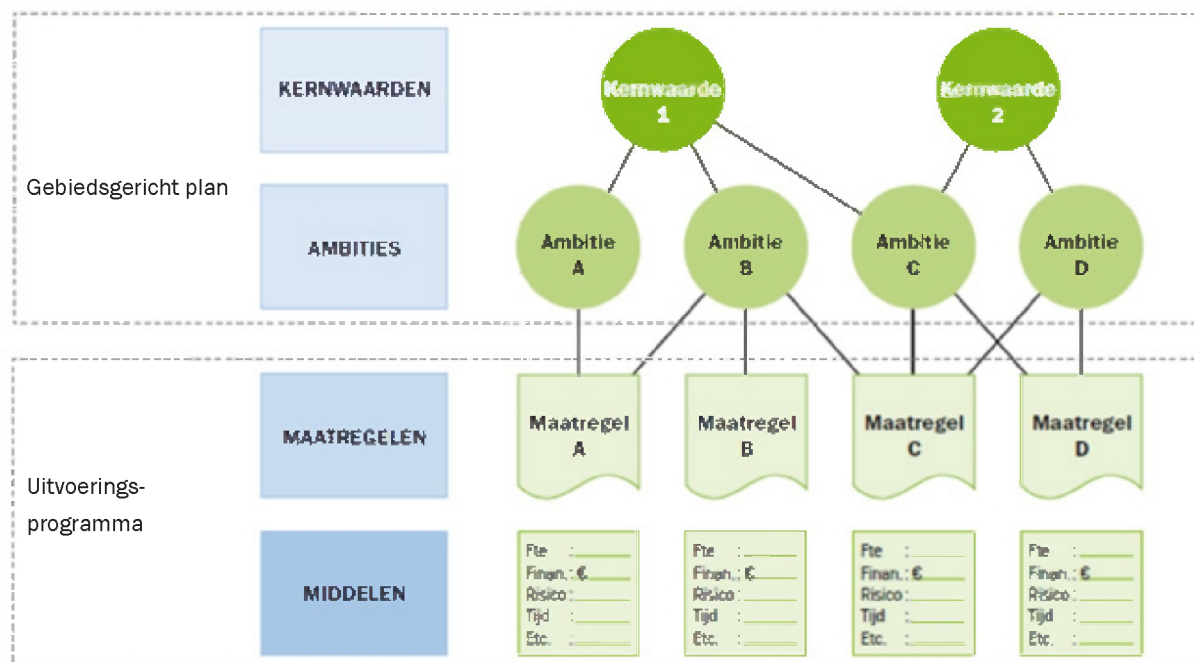 KERNWAARDEN
Kernwaarde
1
Kernwaarde
2
Gebiedsgericht plan
AMBITIES
Ambitie
A
Ambitie
B
Ambitie
C
Ambitie
D
Uitvoerings-
programma
MAATREGELEN
Maatregel
A
Maatregel
B
Maatregel
C
Maatregel
D
MIDDELEN
Fte :
Finan.: €
Risico:
Tijd :
Etc. :
Fte :
Finan.: €
Risico:
Tijd :
Etc. :
Fte :
Finan.: €
Risico:
Tijd :
Etc. :
Fte :
Finan.: €
Risico:
Tijd :
Etc. :